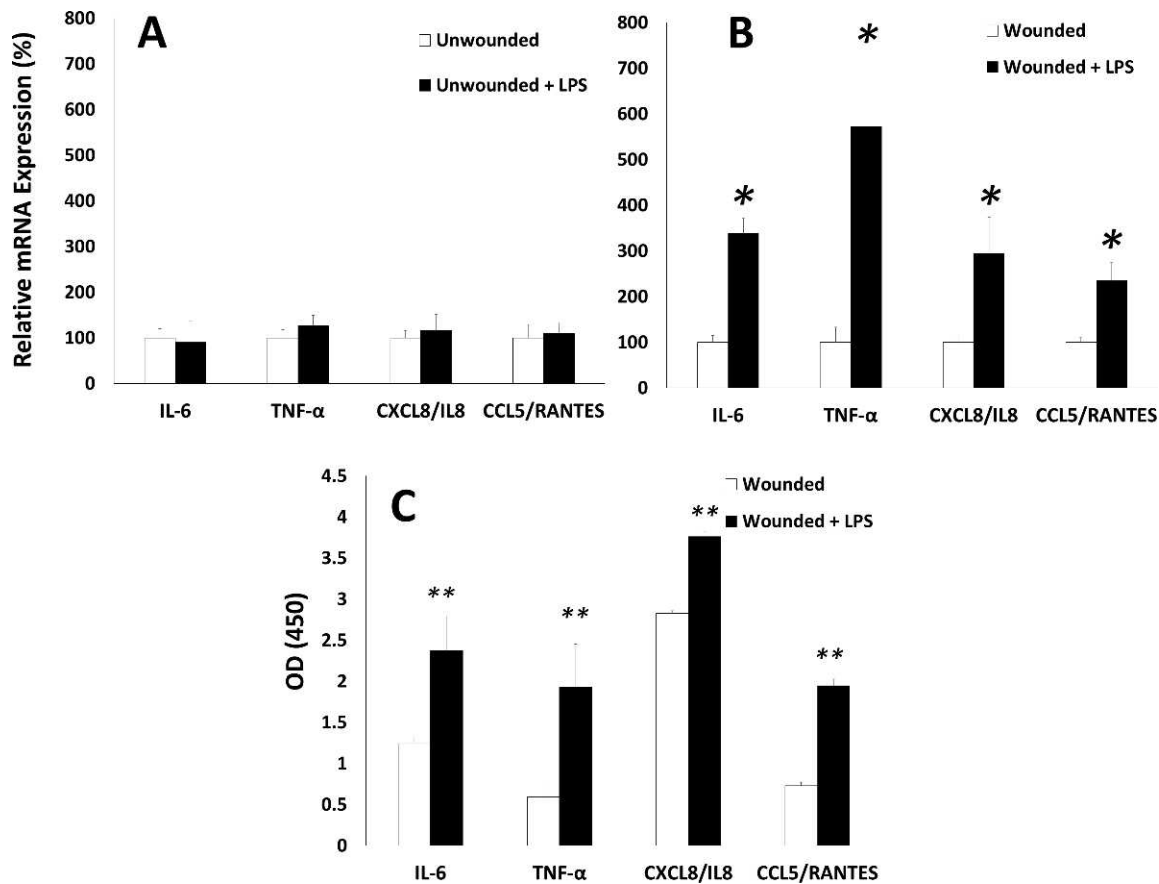 A
Relative mRNA Expression (%)
800
700
600
500
400
300
200
100
0
Unwounded
Unwounded + LPS
IL-6 TNF-α CXCL8/IL8 CCL5/RANTES
B
800
700
600
500
400
300
200
100
0
Wounded
Wounded + LPS
*
*
*
*
IL-6 TNF-α CXCL8/IL8 CCL5/RANTES
C
OD (450)
4.5
4
3.5
3
2.5
2
1.5
1
0.5
0
Wounded
Wounded + LPS
**
**
**
**
IL-6 TNF-α CXCL8/IL8 CCL5/RANTES